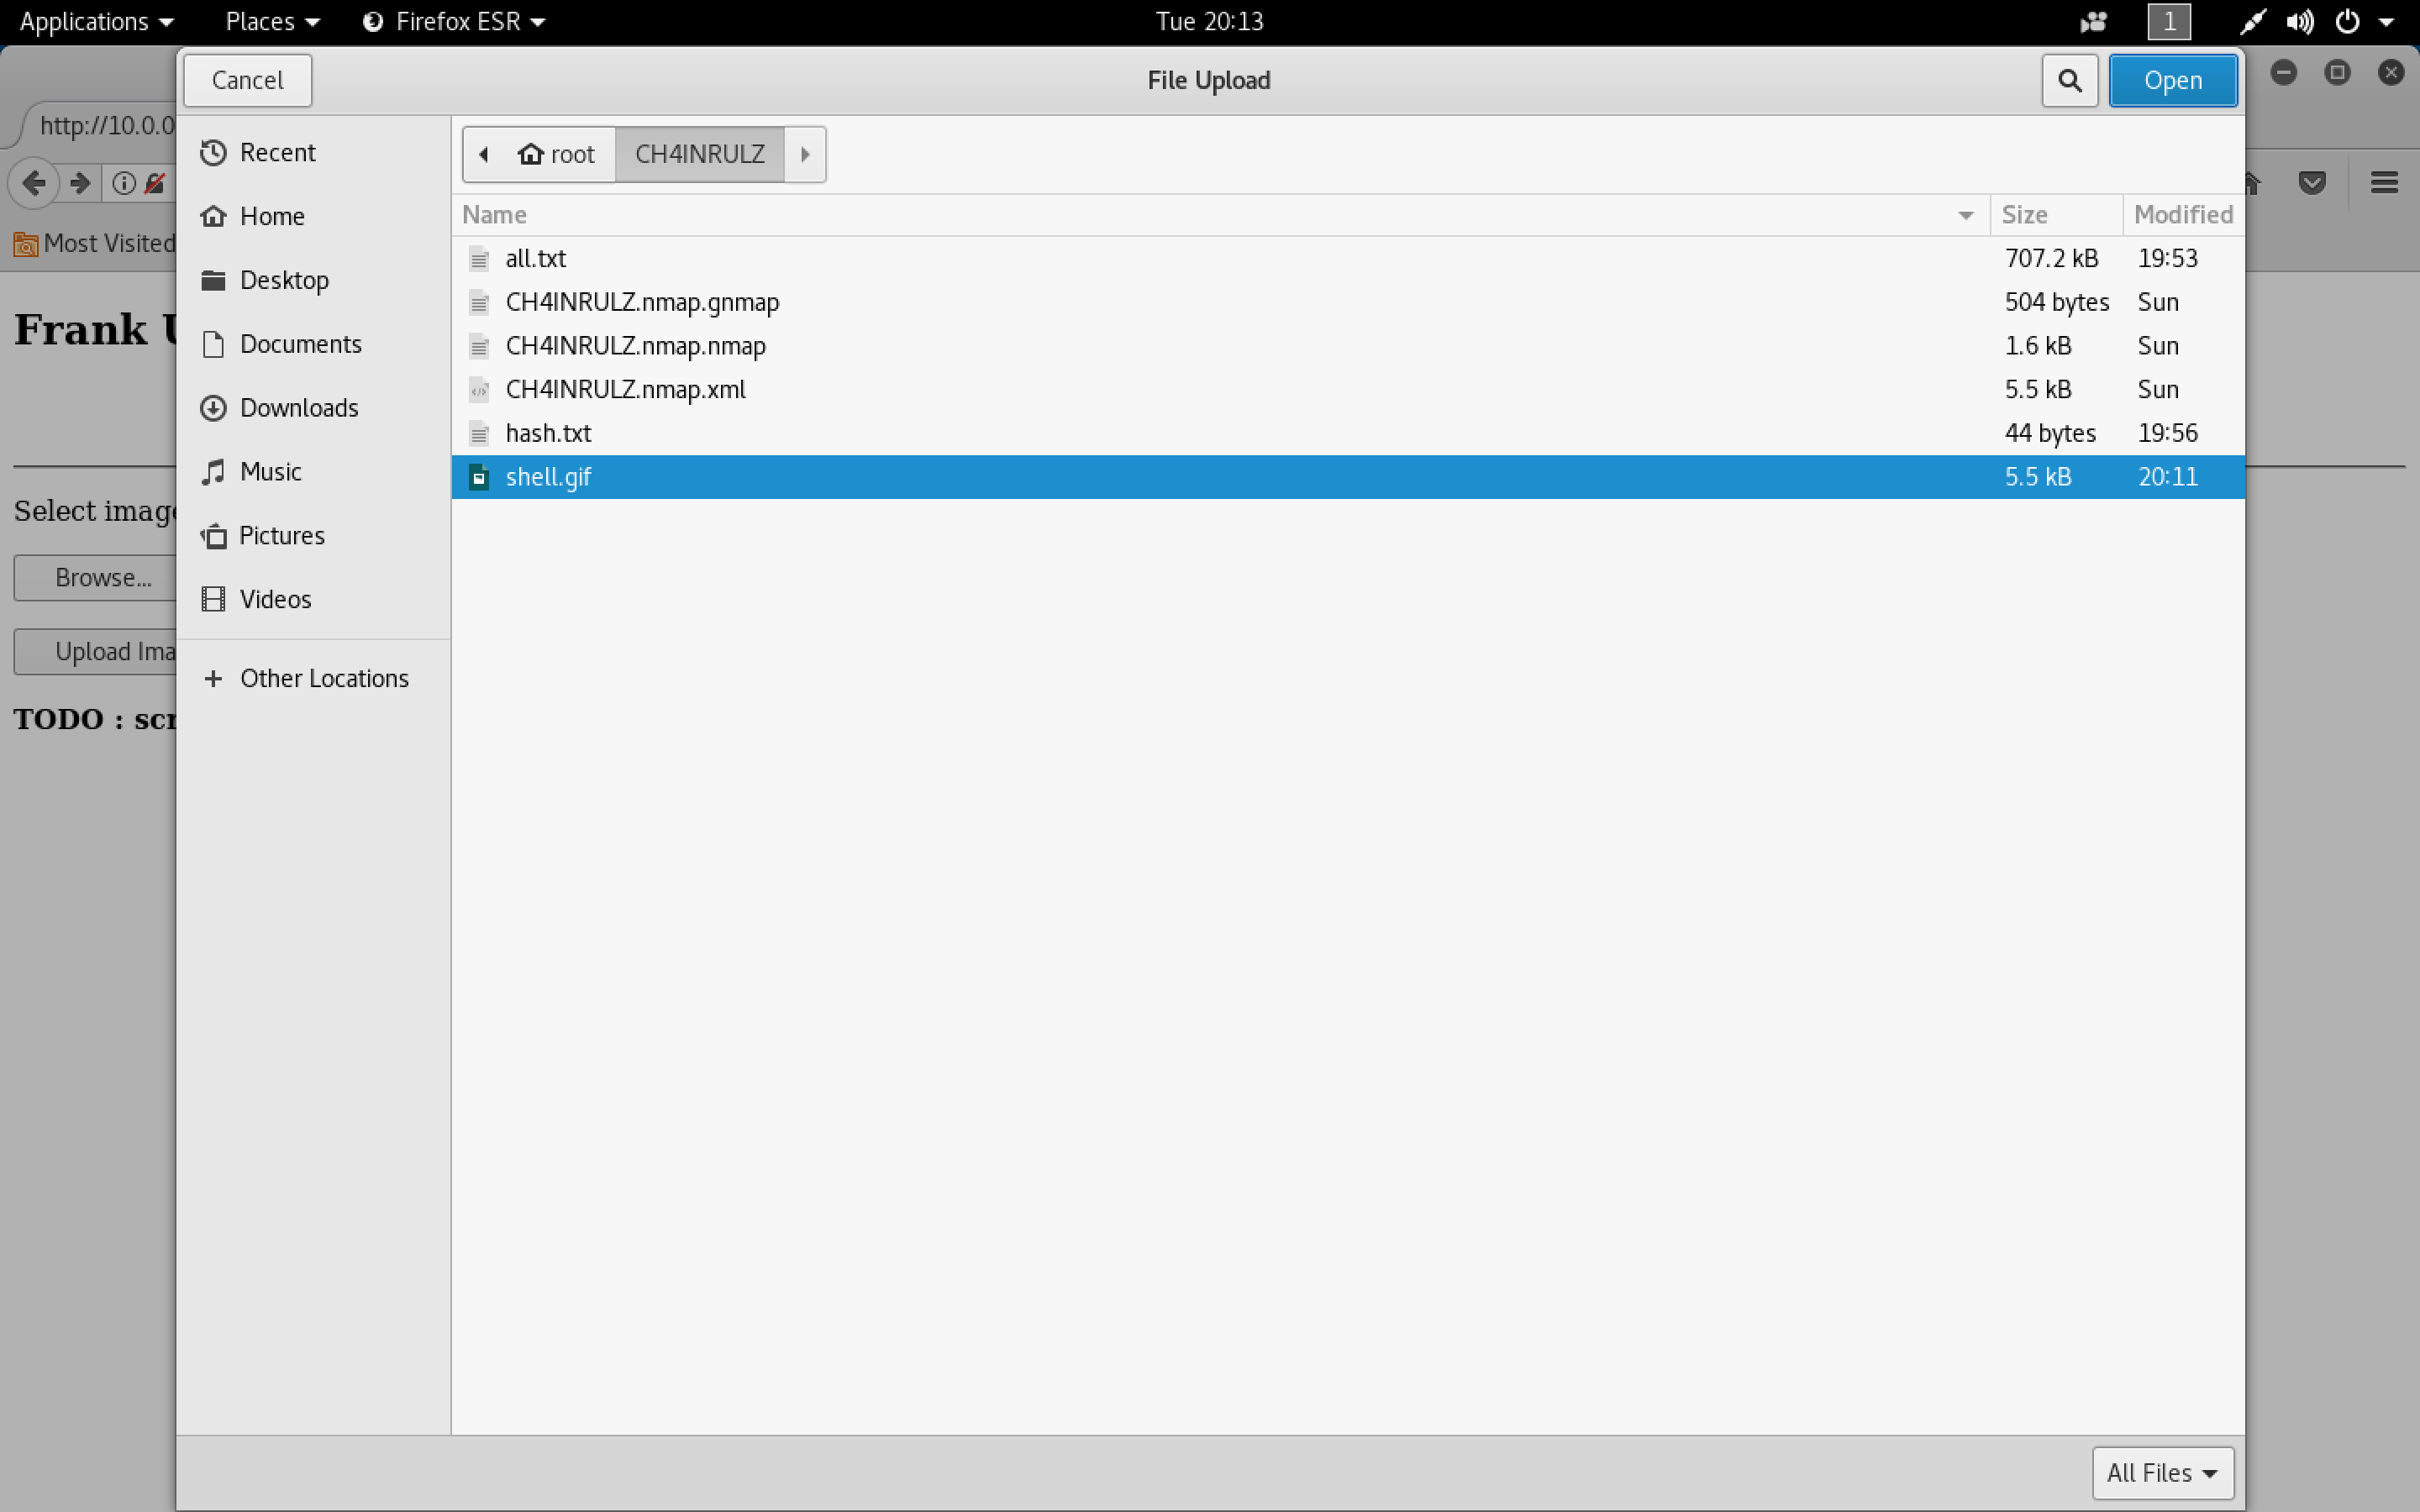 Applications Places Firefox ESR Tue 20:13 1
Cancel File Upload Open
http://10.0.0
Recent
root CH4INRULZ
Home
Name Size Modified
Most Visited
all.txt 707.2 kB 19:53
Desktop
CH4INRULZ.nmap.gnmap 504 bytes Sun
Frank
Documents
CH4INRULZ.nmap.nmap 1.6 kB Sun
CH4INRULZ.nmap.xml 5.5 kB Sun
Downloads
hash.txt 44 bytes 19:56
Music
shell.gif 5.5 kB 20:11
Select image
Pictures
Browse...
Videos
Upload Ima
Other Locations
TODO : scr
All Files